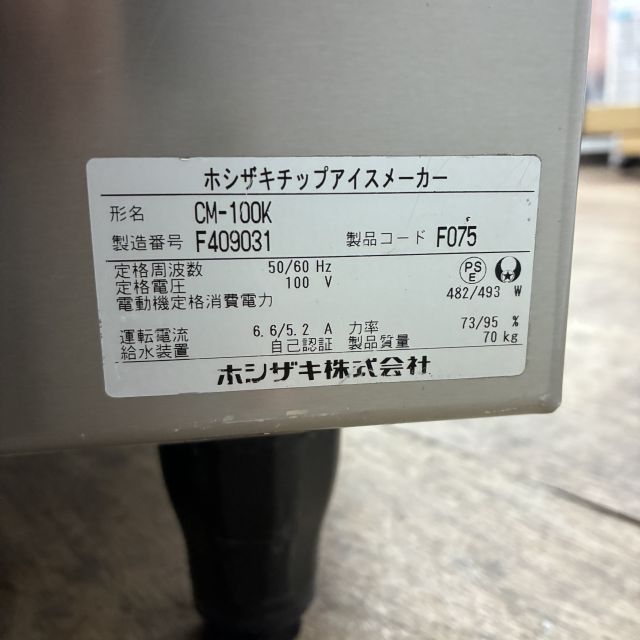 ホシザキチップアイスメーカー
形名 CM-100K
製造番号 F409031 製品コード F075
定格周波数 50/60 Hz
定格電圧 100 V
PS E
電動機定格消費電力 482/493 W
運転電流 6.6/5.2 A 力率 73/95 %
給水装置 自己認証 製品質量 70 kg
ホシザキ株式会社